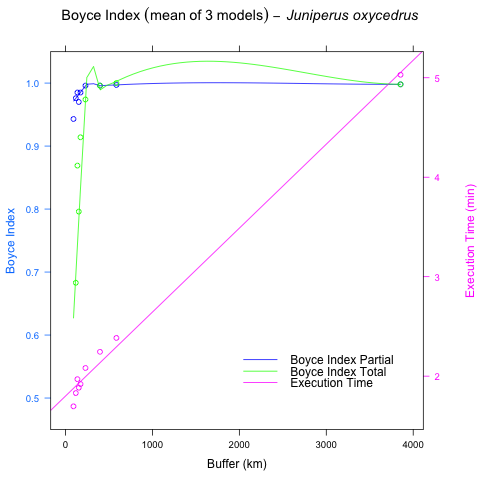 Boyce Index (mean of 3 models) – Juniperus oxycedrus
1.0
0.9
0.8
0.7
0.6
0.5
Boyce Index
5
4
3
2
Execution Time (min)
Boyce Index Partial
Boyce Index Total
Execution Time
0
1000
2000
3000
4000
Buffer (km)